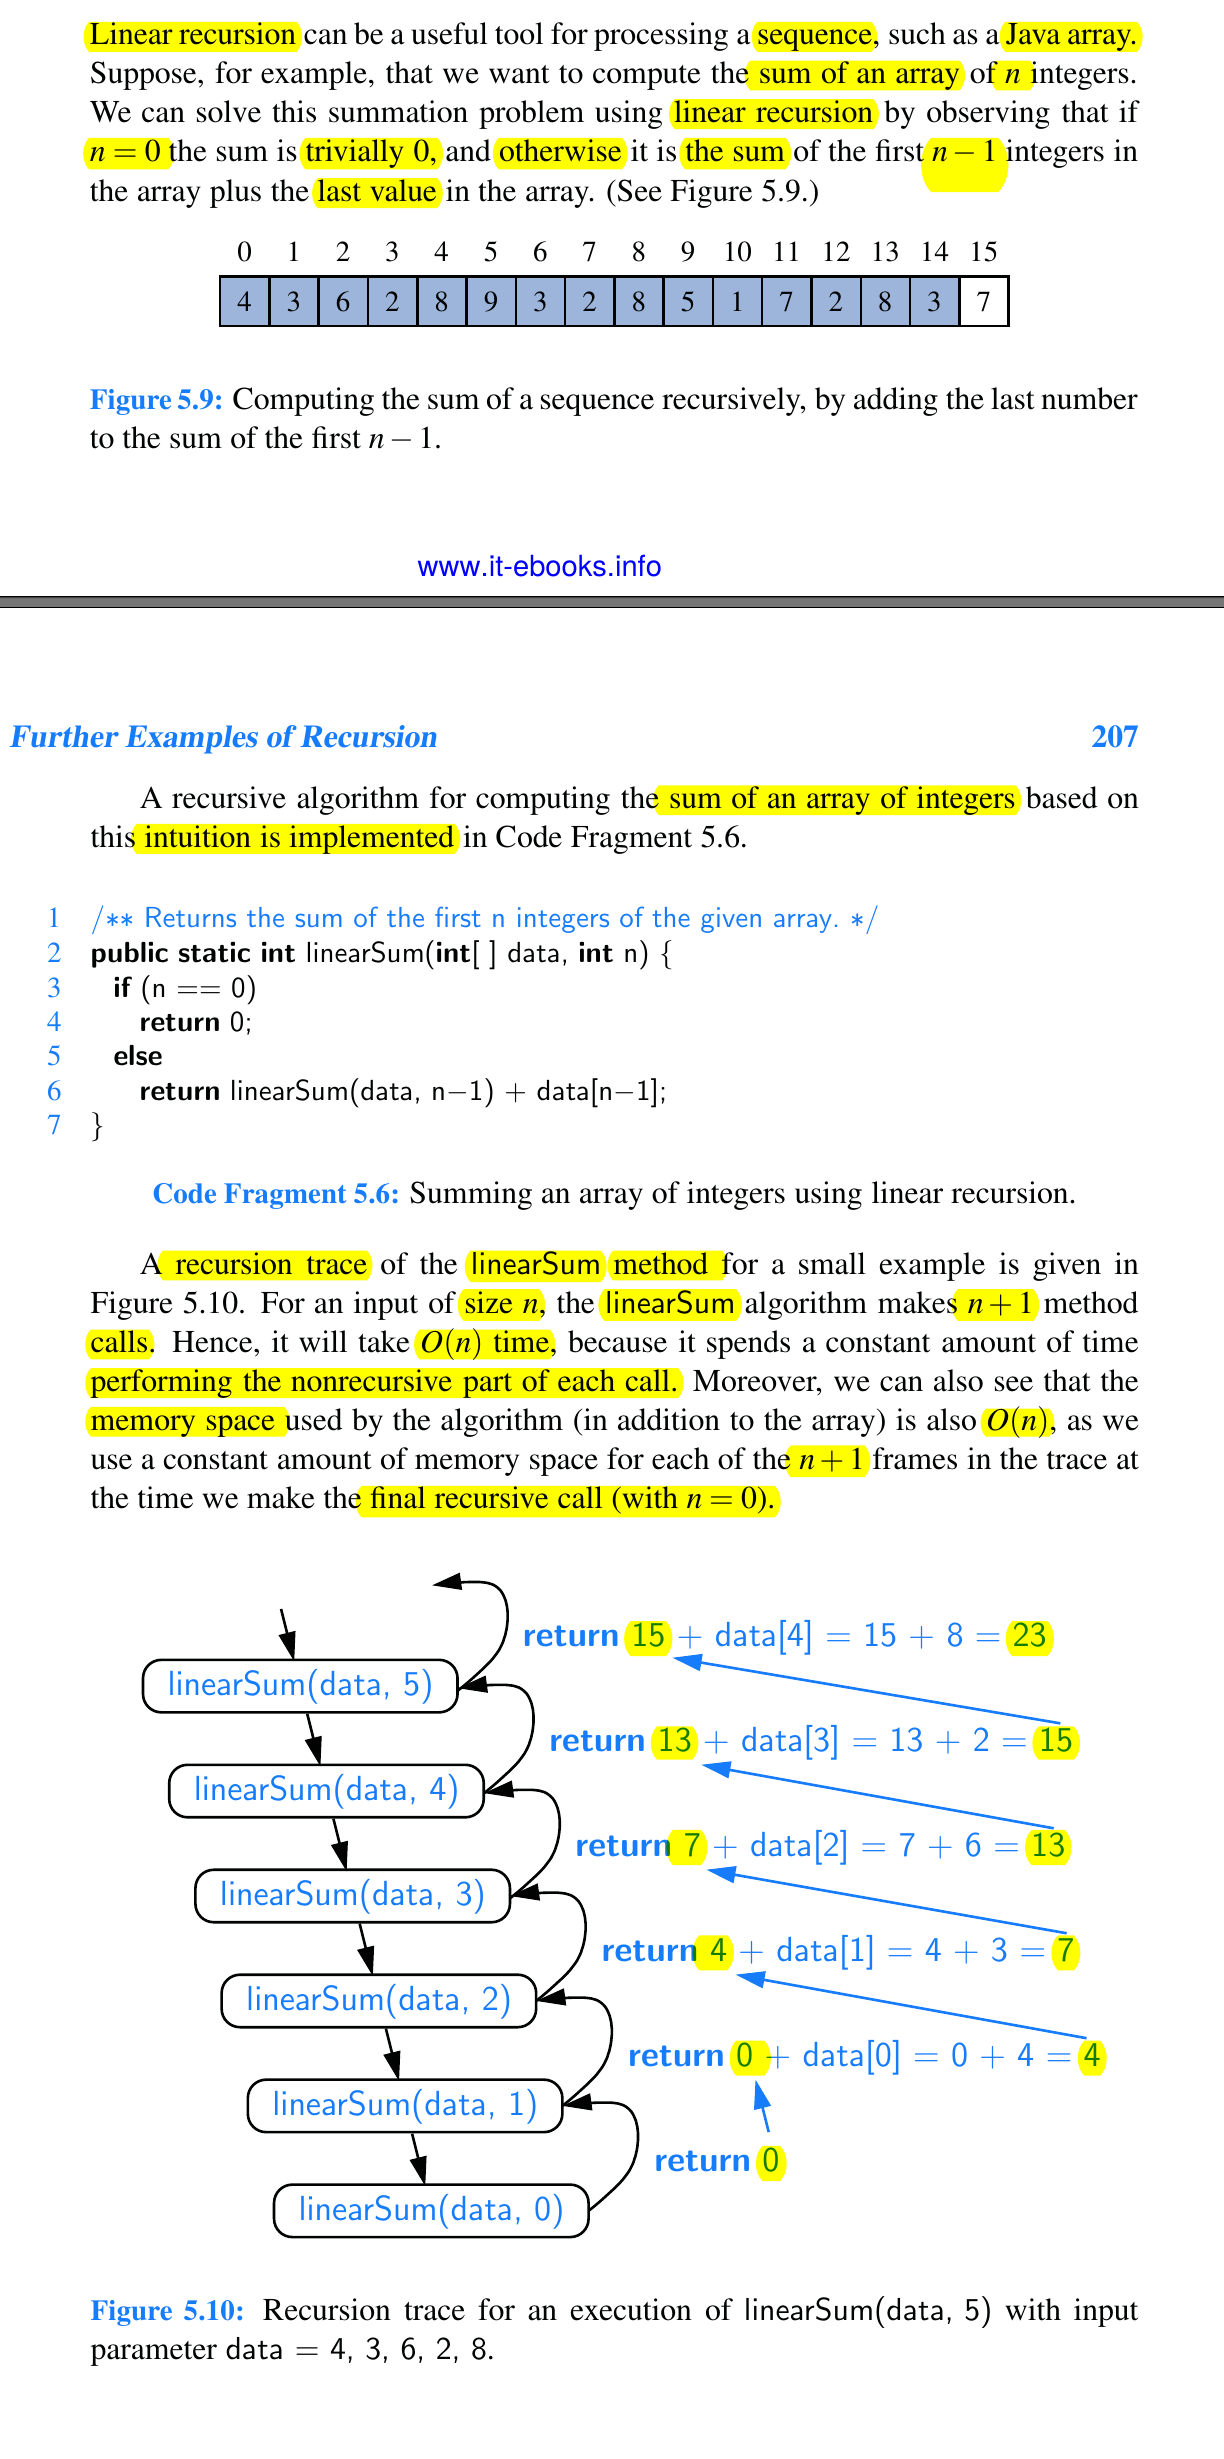 Linear recursion can be a useful tool for processing a sequence, such as a Java array.
Suppose, for example, that we want to compute the sum of an array of n integers.
We can solve this summation problem using linear recursion by observing that if
n = 0 the sum is trivially 0, and otherwise it is the sum of the first n − 1 integers in
the array plus the last value in the array. (See Figure 5.9.)
0 1 2 3 4 5 6 7 8 9 10 11 12 13 14 15
4 3 6 2 8 9 3 2 8 5 1 7 2 8 3 7
Figure 5.9: Computing the sum of a sequence recursively, by adding the last number
to the sum of the first n − 1.
www.it-ebooks.info
Further Examples of Recursion 207
A recursive algorithm for computing the sum of an array of integers based on
this intuition is implemented in Code Fragment 5.6.
1 /** Returns the sum of the first n integers of the given array. */
2 public static int linearSum(int[ ] data, int n) {
3 if (n == 0)
4 return 0;
5 else
6 return linearSum(data, n−1) + data[n−1];
7 }
Code Fragment 5.6: Summing an array of integers using linear recursion.
A recursion trace of the linearSum method for a small example is given in
Figure 5.10. For an input of size n, the linearSum algorithm makes n + 1 method
calls. Hence, it will take O(n) time, because it spends a constant amount of time
performing the nonrecursive part of each call. Moreover, we can also see that the
memory space used by the algorithm (in addition to the array) is also O(n), as we
use a constant amount of memory space for each of the n + 1 frames in the trace at
the time we make the final recursive call (with n = 0).
return 15 + data[4] = 15 + 8 = 23
linearSum(data, 5)
return 13 + data[3] = 13 + 2 = 15
linearSum(data, 4)
return 7 + data[2] = 7 + 6 = 13
linearSum(data, 3)
return 4 + data[1] = 4 + 3 = 7
linearSum(data, 2)
return 0 + data[0] = 0 + 4 = 4
linearSum(data, 1)
return 0
linearSum(data, 0)
Figure 5.10: Recursion trace for an execution of linearSum(data, 5) with input
parameter data = 4, 3, 6, 2, 8.